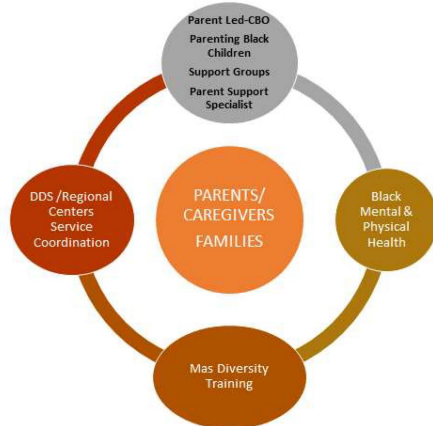 Parent Led-CBO
Parenting Black
Children
Support Groups
Parent Support
Specialist
DDS /Regional
Centers
Service
Coordination
PARENTS/
CAREGIVERS
FAMILIES
Black
Mental &
Physical
Health
Mas Diversity
Training